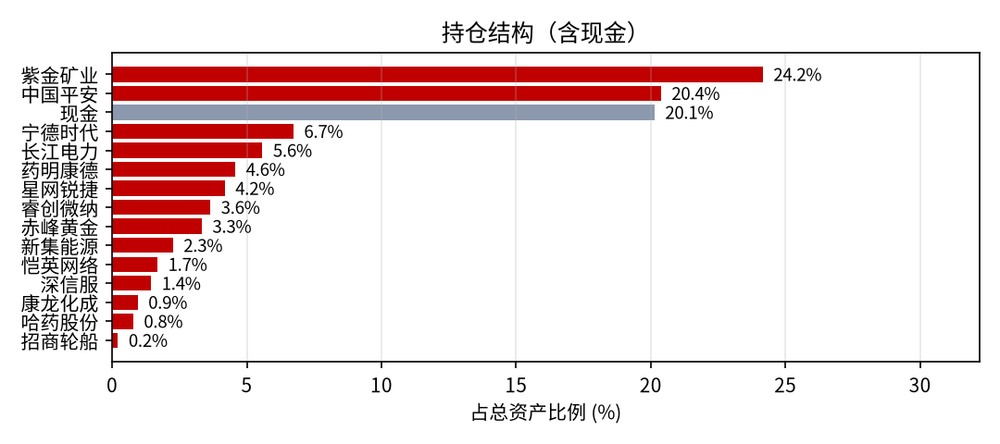 持仓结构（含现金）
紫金矿业 24.2%
中国平安 20.4%
现金 20.1%
宁德时代 6.7%
长江电力 5.6%
药明康德 4.6%
星网锐捷 4.2%
睿创微纳 3.6%
赤峰黄金 3.3%
新集能源 2.3%
恺英网络 1.7%
深信服 1.4%
康龙化成 0.9%
哈药股份 0.8%
招商轮船 0.2%
0 5 10 15 20 25 30
占总资产比例 (%)